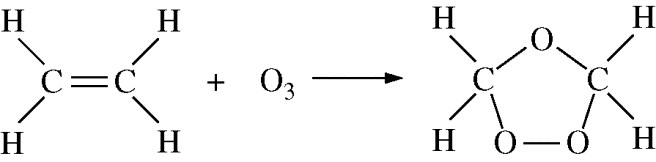 H H H H
O
C=C + O₃ → C C
H H H H
O—O